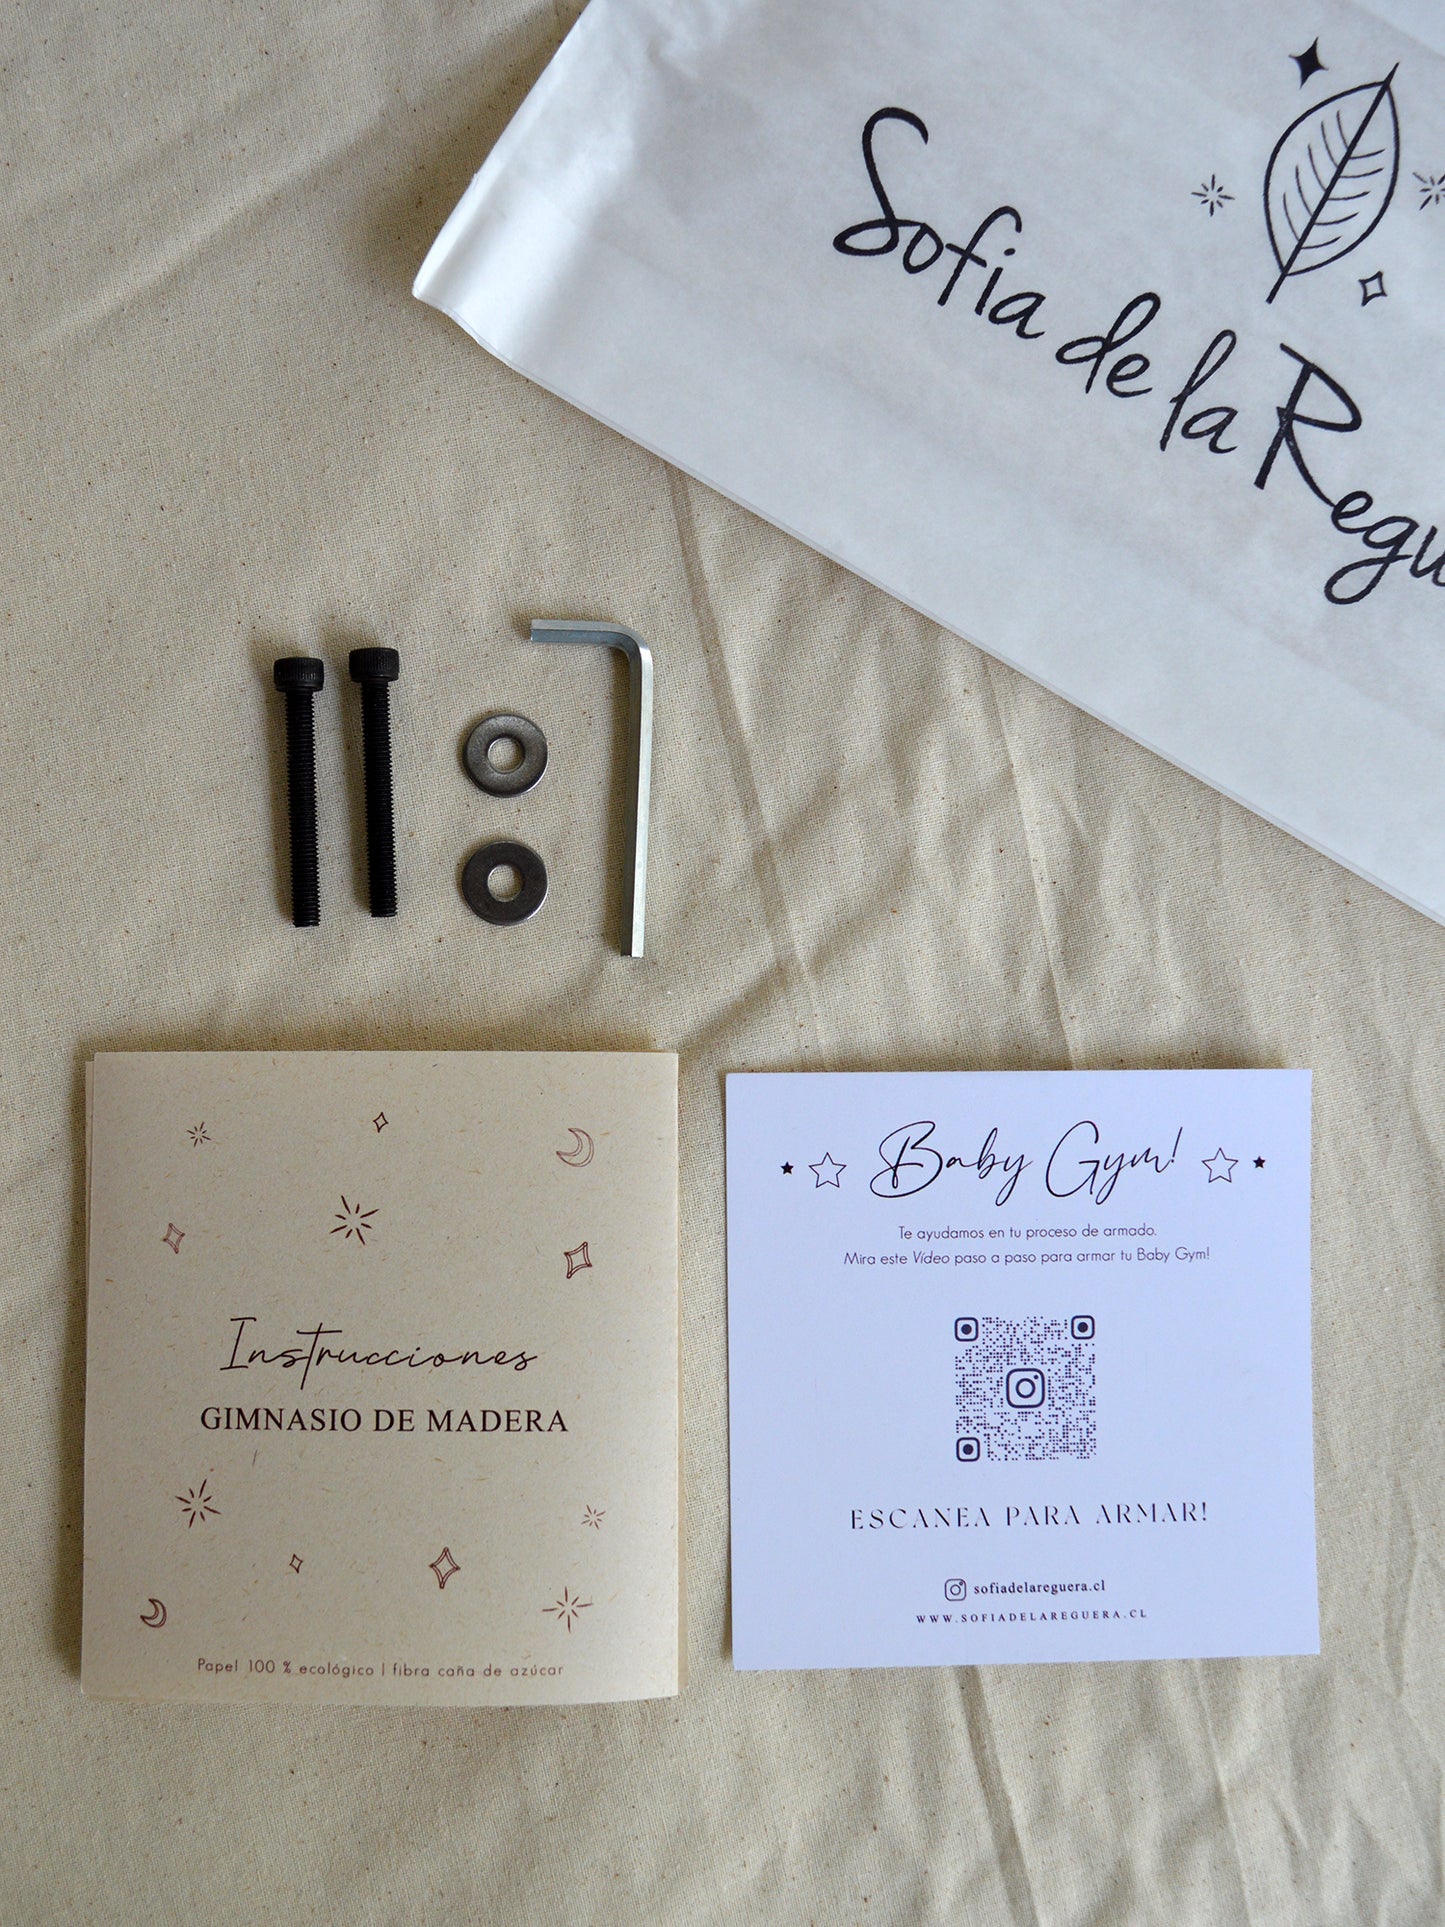 Sofia de la
Instrucciones
GIMNASIO DE MADERA
Papel 100 % ecológico | fibra caña de azúcar
Baby Gym!
Te ayudamos en tu proceso de armado.
Mira este Vídeo paso a paso para armar tu Baby Gym!
ESCANEA PARA ARMAR!
sofiadelareguera.cl
WWW.SOFIADELAREGUERA.CL